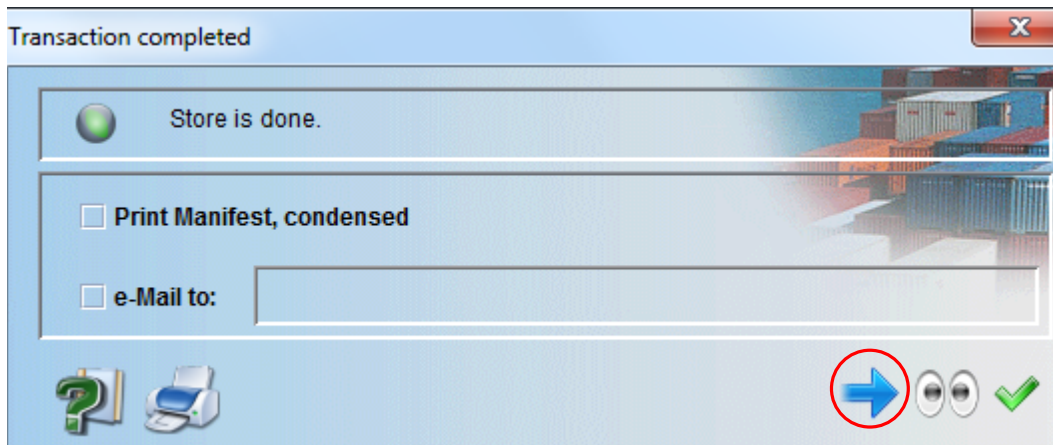 Transaction completed
Store is done.
Print Manifest, condensed
e-Mail to: